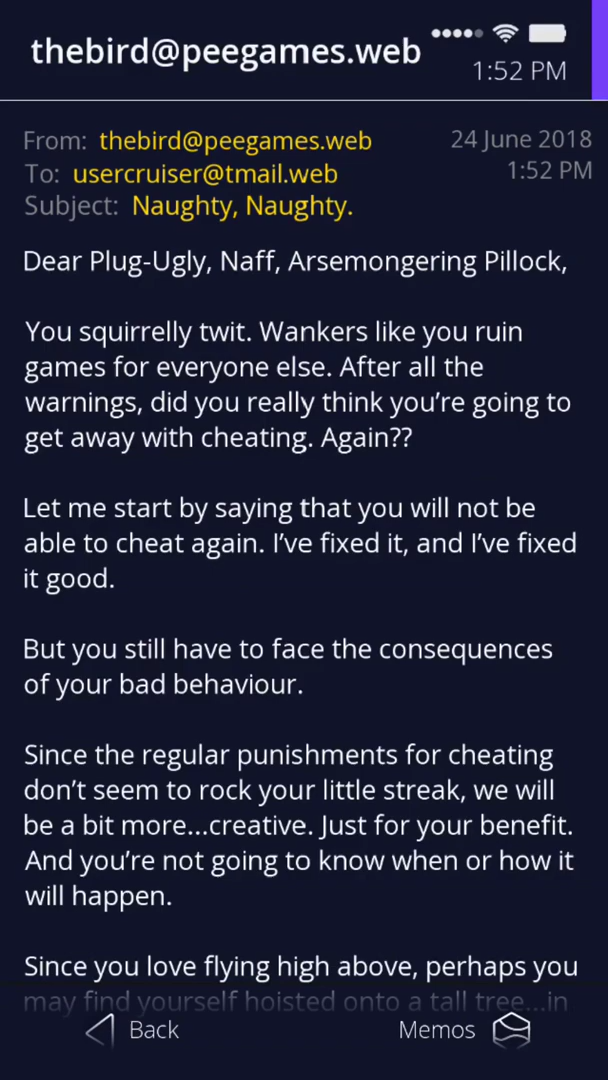 thebird@peegames.web
1:52 PM
From: thebird@peegames.web
24 June 2018
To: usercruiser@tmail.web
1:52 PM
Subject: Naughty, Naughty.
Dear Plug-Ugly, Naff, Arsemongering Pillock,
You squirrelly twit. Wankers like you ruin
games for everyone else. After all the
warnings, did you really think you're going to
get away with cheating. Again??
Let me start by saying that you will not be
able to cheat again. I've fixed it, and I've fixed
it good.
But you still have to face the consequences
of your bad behaviour.
Since the regular punishments for cheating
don't seem to rock your little streak, we will
be a bit more...creative. Just for your benefit.
And you're not going to know when or how it
will happen.
Since you love flying high above, perhaps you
may find yourself hoisted onto a tall tree...in
Back
Memos